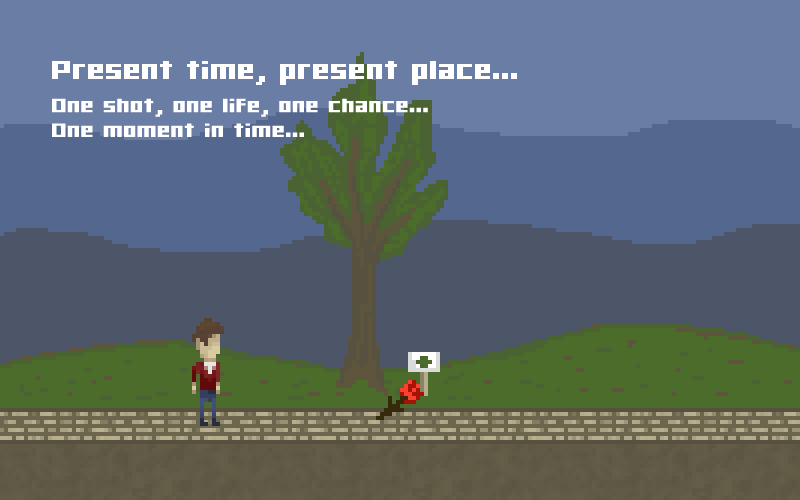 Present time, present place...
One shot, one life, one chance...
One moment in time...